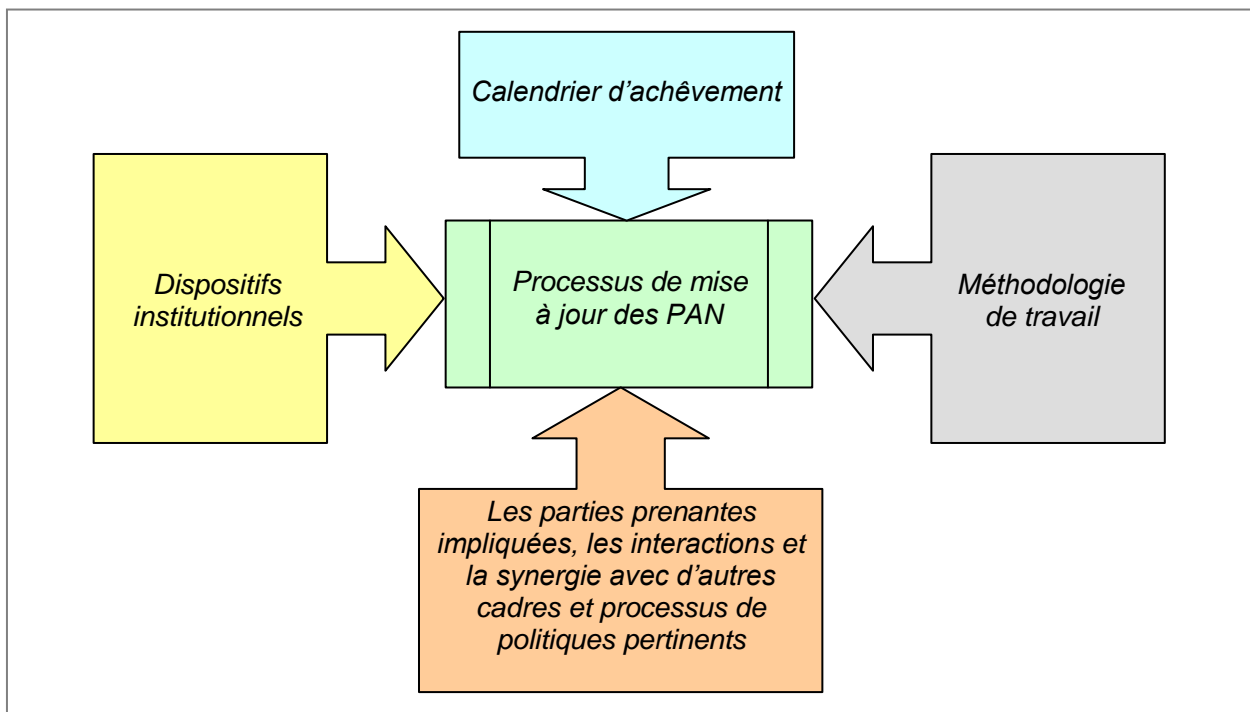 Calendrier d’achêvement
Dispositifs
institutionnels
Processus de mise
à jour des PAN
Méthodologie
de travail
Les parties prenantes
impliquées, les interactions et
la synergie avec d’autres
cadres et processus de
politiques pertinents